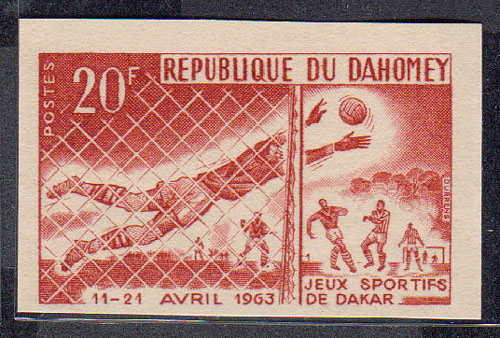 POSTES
20F
REPUBLIQUE DU DAHOMEY
11-21 AVRIL 1963
JEUX SPORTIFS
DE DAKAR